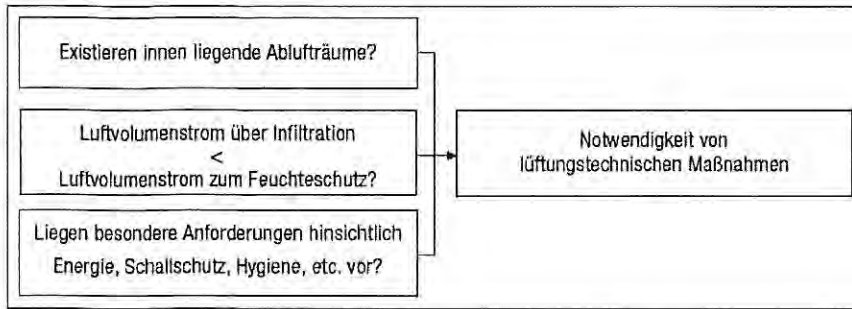 Existieren innen liegende Ablufträume?
Luftvolumenstrom über Infiltration
<
Luftvolumenstrom zum Feuchteschutz?
Liegen besondere Anforderungen hinsichtlich
Energie, Schallschutz, Hygiene, etc. vor?
Notwendigkeit von
lüftungstechnischen Maßnahmen